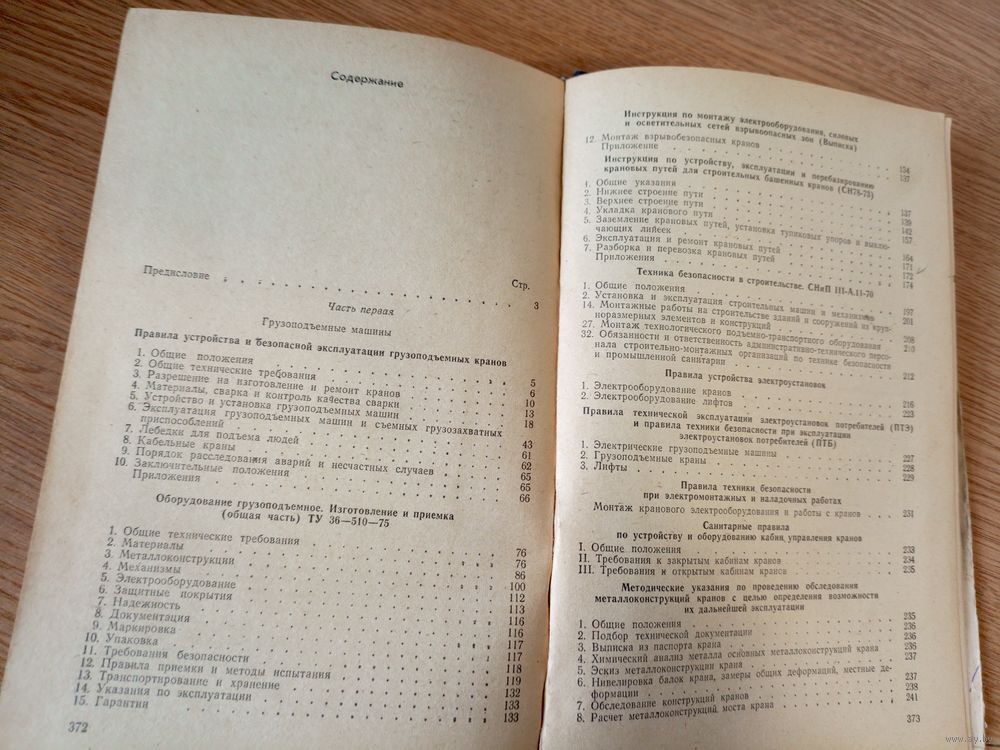 Содержание
Стр.
Предисловие . . . . . . . . . . 3
Часть первая
Грузоподъемные машины
Правила устройства и безопасной эксплуатации грузоподъемных кранов
1. Общие положения . . . . . 5
2. Общие технические требования . . . . . 6
3. Разрешение на изготовление и ремонт кранов . . . . . 10
4. Материалы, сварка и контроль качества сварки . . . . . 13
5. Устройство и установка грузоподъемных машин . . . . . 18
6. Эксплуатация грузоподъемных машин и съемных грузозахватных
приспособлений . . . . . 43
7. Лебедки для подъема людей . . . . . 61
8. Кабельные краны . . . . . 62
9. Порядок расследования аварий и несчастных случаев . . . . . 65
10. Заключительные положения . . . . . 65
Приложения . . . . . 66
Оборудование грузоподъемное. Изготовление и приемка
(общая часть) ТУ 36—510—75
1. Общие технические требования . . . . . 76
2. Материалы . . . . . 76
3. Металлоконструкции . . . . . 86
4. Механизмы . . . . . 100
5. Электрооборудование . . . . . 112
6. Защитные покрытия . . . . . 113
7. Надежность . . . . . 116
8. Документация . . . . . 116
9. Маркировка . . . . . 117
10. Упаковка . . . . . 117
11. Требования безопасности . . . . . 118
12. Правила приемки и методы испытания . . . . . 119
13. Транспортирование и хранение . . . . . 132
14. Указания по эксплуатации . . . . . 133
15. Гарантии . . . . . 133
372
Инструкция по монтажу электрооборудования, силовых
и осветительных сетей взрывоопасных зон (Выписка)
12. Монтаж взрывобезопасных кранов . . . . . 134
Приложение . . . . . 137
Инструкция по устройству, эксплуатации и перебазированию
крановых путей для строительных башенных кранов (СН78-73)
1. Общие указания . . . . . 137
2. Нижнее строение пути . . . . . 139
3. Верхнее строение пути . . . . . 142
4. Укладка кранового пути . . . . . 157
5. Заземление крановых путей, установка тупиковых упоров и выклю-
чающих линеек . . . . . 164
6. Эксплуатация и ремонт крановых путей . . . . . 171
7. Разборка и перевозка крановых путей . . . . . 172
Приложения . . . . . 174
Техника безопасности в строительстве. СНиП III-А.11-70
1. Общие положения . . . . . 197
2. Установка и эксплуатация строительных машин и механизмов . . . . . 201
14. Монтажные работы на строительстве зданий и сооружений из круп-
норазмерных элементов и конструкций . . . . . 208
27. Монтаж технологического подъемно-транспортного оборудования . . . . . 210
32. Обязанности и ответственность административно-технического персо-
нала строительно-монтажных организаций по технике безопасности
и промышленной санитарии . . . . . 212
Правила устройства электроустановок
1. Электрооборудование кранов . . . . . 216
2. Электрооборудование лифтов . . . . . 223
Правила технической эксплуатации электроустановок потребителей (ПТЭ)
и правила техники безопасности при эксплуатации
электроустановок потребителей (ПТБ)
1. Электрические грузоподъемные машины . . . . . 227
2. Грузоподъемные краны . . . . . 228
3. Лифты . . . . . 229
Правила техники безопасности
при электромонтажных и наладочных работах
Монтаж кранового электрооборудования и работы с кранов . . . . . 231
Санитарные правила
по устройству и оборудованию кабин управления кранов
I. Общие положения . . . . . 233
II. Требования к закрытым кабинам кранов . . . . . 234
III. Требования и открытым кабинам кранов . . . . . 235
Методические указания по проведению обследования
металлоконструкций кранов с целью определения возможности
их дальнейшей эксплуатации
1. Общие положения . . . . . 235
2. Подбор технической документации . . . . . 236
3. Выписка из паспорта крана . . . . . 236
4. Химический анализ металла основных металлоконструкций крана . . . . . 236
5. Эскиз металлоконструкции крана . . . . . 237
6. Нивелировка балок крана, замеры общих деформаций, местные де-
формации . . . . . 237
7. Обследование конструкций кранов . . . . . 238
8. Расчет металлоконструкций моста крана . . . . . 241
373